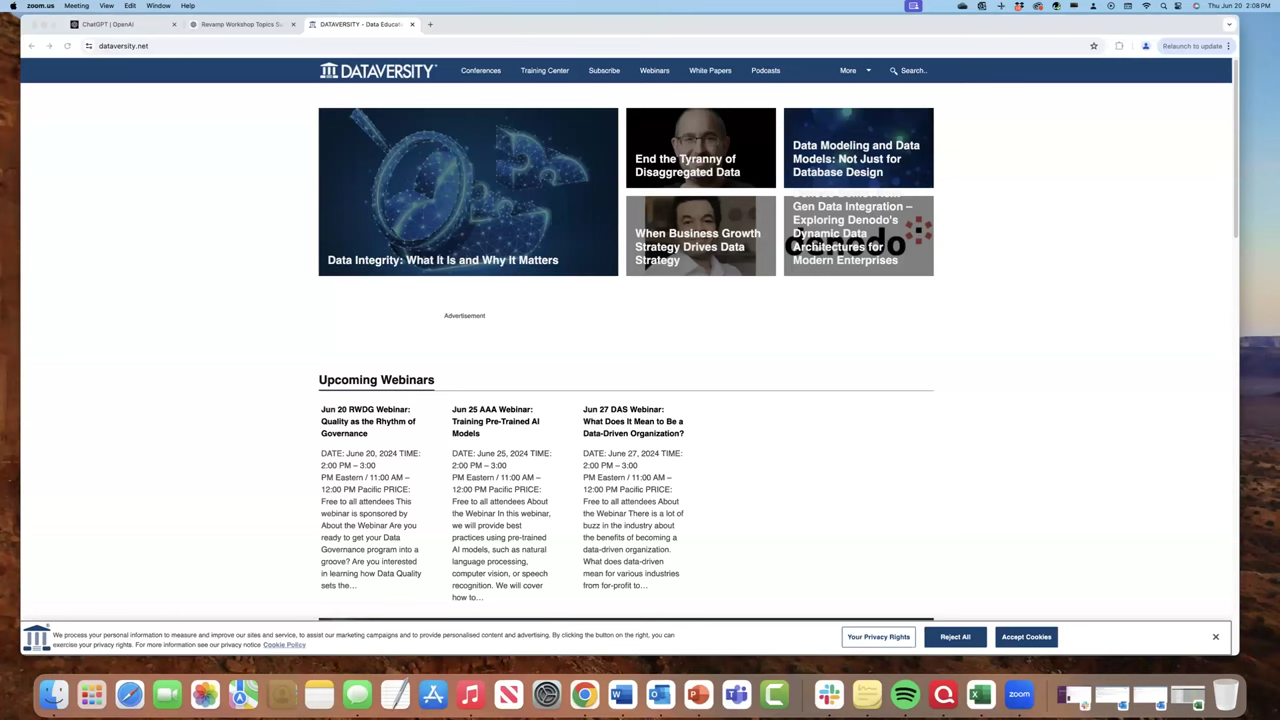 zoom.us Meeting View Edit Window Help
Thu Jun 20 2:08 PM
ChatGPT | OpenAI
Revamp Workshop Topics Su
DATAVERSITY - Data Educat
dataversity.net
Relaunch to update
DATAVERSITY
Conferences Training Center Subscribe Webinars White Papers Podcasts More Search..
Data Integrity: What It Is and Why It Matters
End the Tyranny of
Disaggregated Data
Data Modeling and Data
Models: Not Just for
Database Design
When Business Growth
Strategy Drives Data
Strategy
Gen Data Integration –
Exploring Denodo's
Dynamic Data
Architectures for
Modern Enterprises
Advertisement
Upcoming Webinars
Jun 20 RWDG Webinar:
Quality as the Rhythm of
Governance
DATE: June 20, 2024 TIME:
2:00 PM – 3:00
PM Eastern / 11:00 AM –
12:00 PM Pacific PRICE:
Free to all attendees This
webinar is sponsored by
About the Webinar Are you
ready to get your Data
Governance program into a
groove? Are you interested
in learning how Data Quality
sets the…
Jun 25 AAA Webinar:
Training Pre-Trained AI
Models
DATE: June 25, 2024 TIME:
2:00 PM – 3:00
PM Eastern / 11:00 AM –
12:00 PM Pacific PRICE:
Free to all attendees About
the Webinar In this webinar,
we will provide best
practices using pre-trained
AI models, such as natural
language processing,
computer vision, or speech
recognition. We will cover
how to…
Jun 27 DAS Webinar:
What Does It Mean to Be a
Data-Driven Organization?
DATE: June 27, 2024 TIME:
2:00 PM – 3:00
PM Eastern / 11:00 AM –
12:00 PM Pacific PRICE:
Free to all attendees About
the Webinar There is a lot of
buzz in the industry about
the benefits of becoming a
data-driven organization.
What does data-driven
mean for various industries
from for-profit to…
We process your personal information to measure and improve our sites and services, to assist our marketing campaigns and to provide personalised content and advertising. By clicking the button on the right, you can
exercise your privacy rights. For more information see our privacy notice Cookie Policy
Your Privacy Rights
Reject All
Accept Cookies
zoom